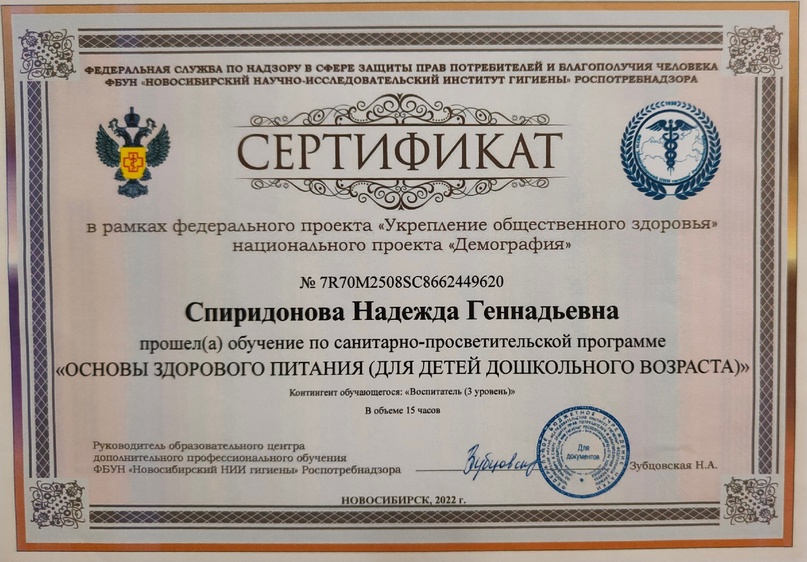 ФЕДЕРАЛЬНАЯ СЛУЖБА ПО НАДЗОРУ В СФЕРЕ ЗАЩИТЫ ПРАВ ПОТРЕБИТЕЛЕЙ И БЛАГОПОЛУЧИЯ ЧЕЛОВЕКА
ФБУН «НОВОСИБИРСКИЙ НАУЧНО-ИССЛЕДОВАТЕЛЬСКИЙ ИНСТИТУТ ГИГИЕНЫ» РОСПОТРЕБНАДЗОРА
СЕРТИФИКАТ
в рамках федерального проекта «Укрепление общественного здоровья»
национального проекта «Демография»
№ 7R70M2508SC8662449620
Спиридонова Надежда Геннадьевна
прошел(а) обучение по санитарно-просветительской программе
«ОСНОВЫ ЗДОРОВОГО ПИТАНИЯ (ДЛЯ ДЕТЕЙ ДОШКОЛЬНОГО ВОЗРАСТА)»
Контингент обучающегося: «Воспитатель (3 уровень)»
В объеме 15 часов
Руководитель образовательного центра
дополнительного профессионального обучения
ФБУН «Новосибирский НИИ гигиены» Роспотребнадзора
Для
документов
Зубцовская Н.А.
НОВОСИБИРСК, 2022 г.